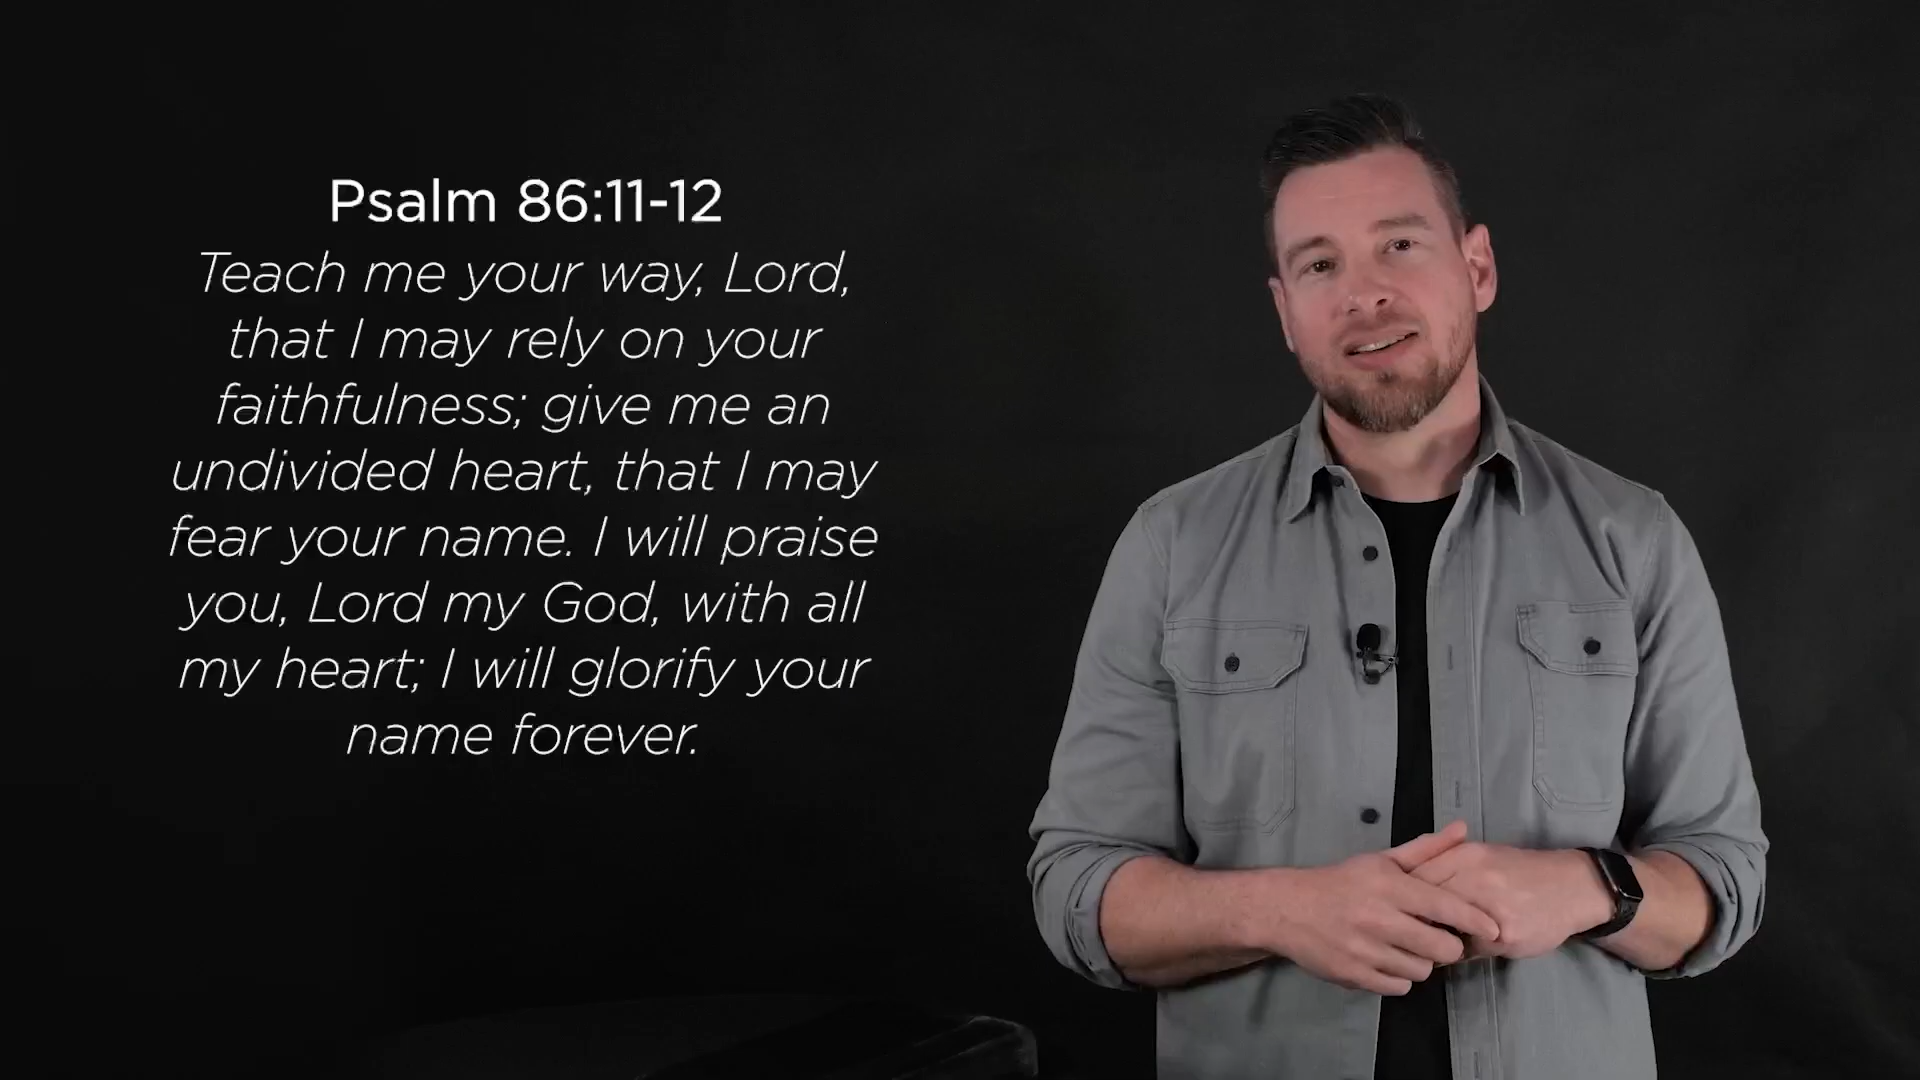 Psalm 86:11-12
Teach me your way, Lord,
that I may rely on your
faithfulness; give me an
undivided heart, that I may
fear your name. I will praise
you, Lord my God, with all
my heart; I will glorify your
name forever.